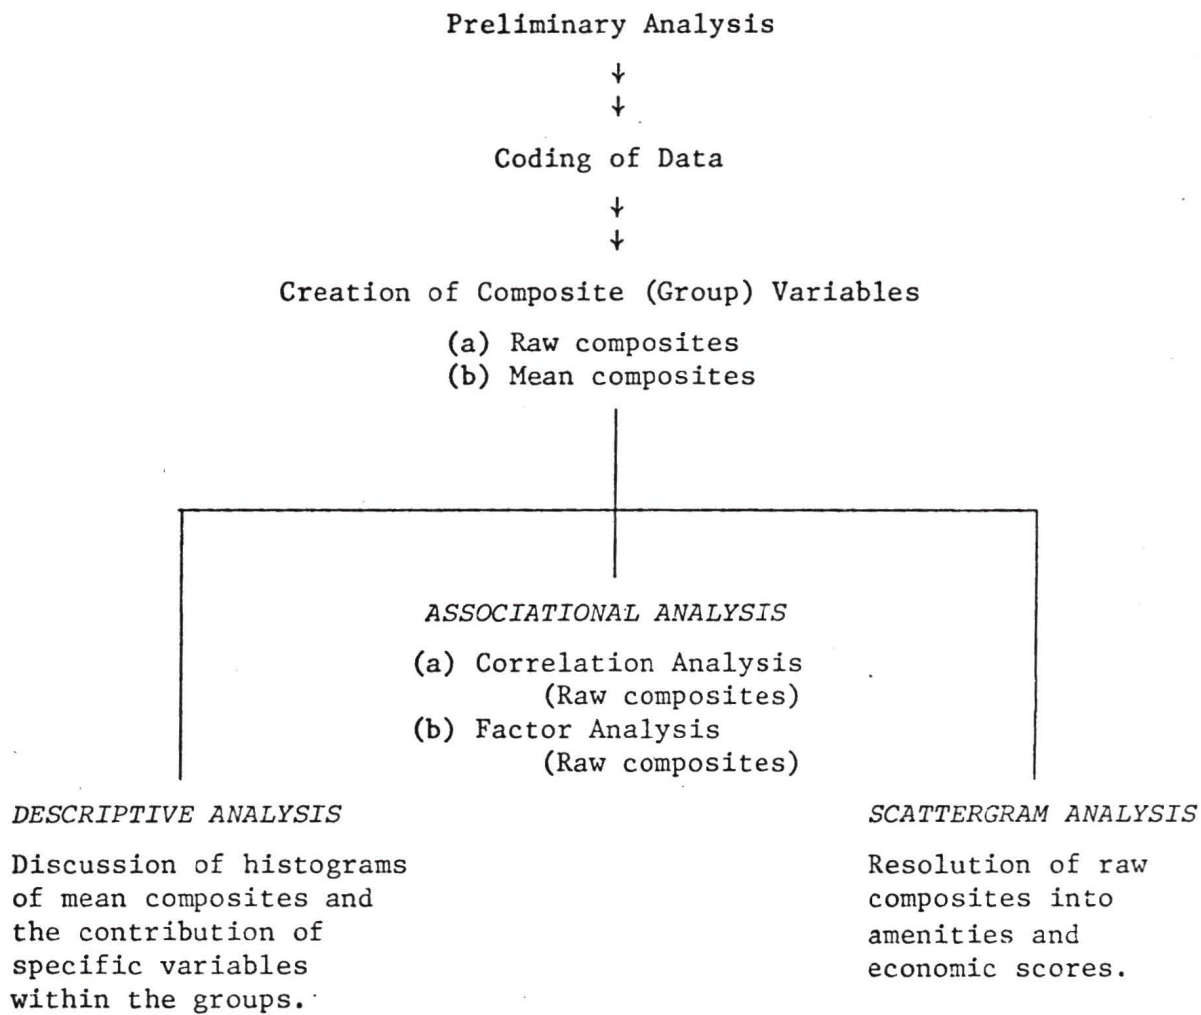 Preliminary Analysis
Coding of Data
Creation of Composite (Group) Variables
(a) Raw composites
(b) Mean composites
ASSOCIATIONAL ANALYSIS
(a) Correlation Analysis
(Raw composites)
(b) Factor Analysis
(Raw composites)
DESCRIPTIVE ANALYSIS
Discussion of histograms
of mean composites and
the contribution of
specific variables
within the groups.
SCATTERGRAM ANALYSIS
Resolution of raw
composites into
amenities and
economic scores.